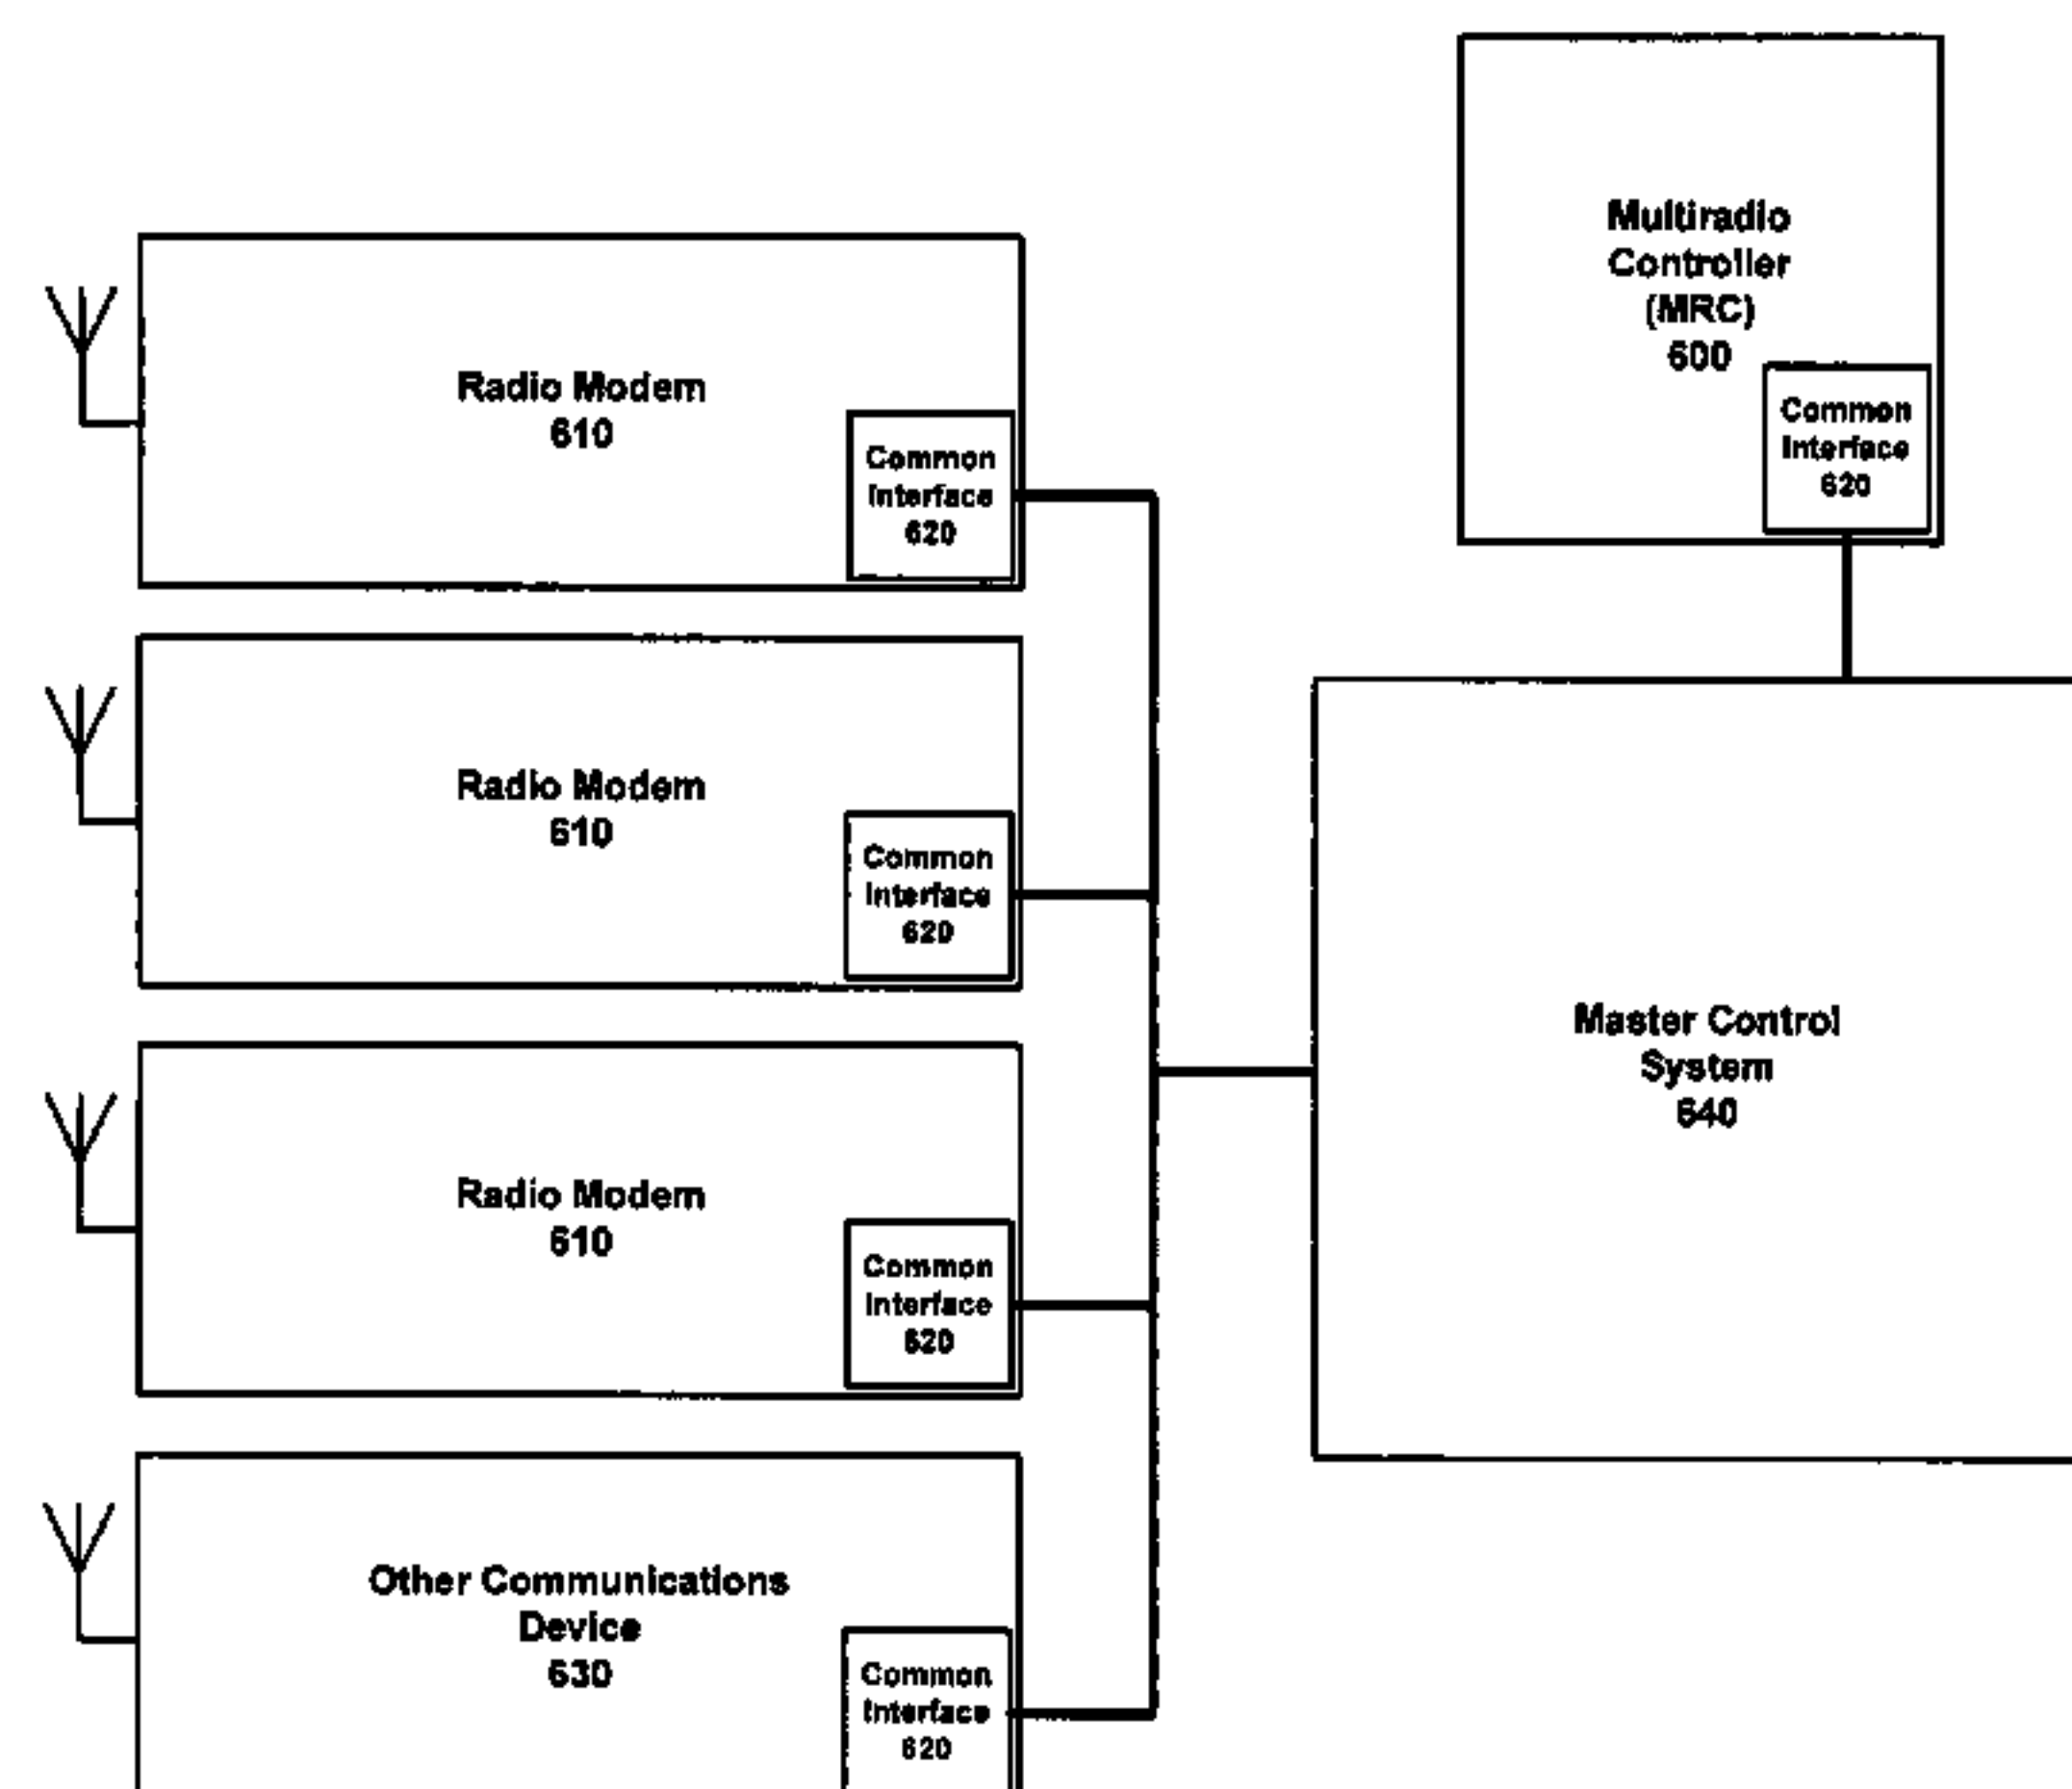 Multiradio
Controller
(MRC)
600
Common
Interface
620
Radio Modem
610
Common
Interface
620
Radio Modem
610
Common
Interface
620
Master Control
System
640
Radio Modem
610
Common
Interface
620
Other Communications
Device
630
Common
Interface
620